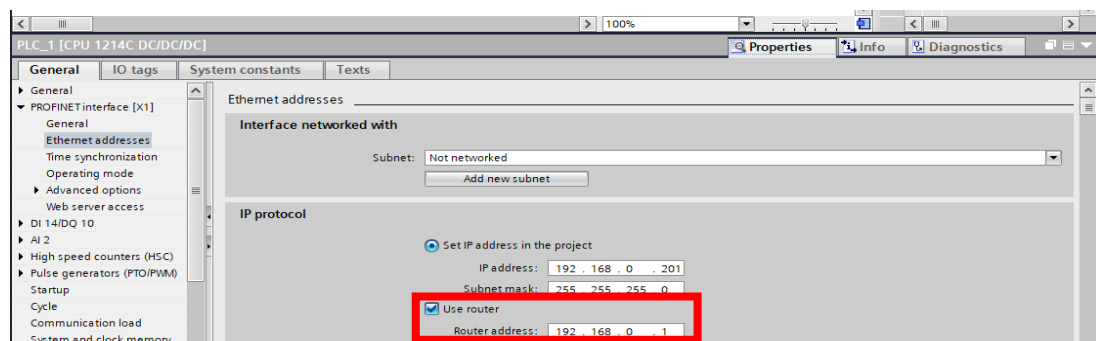 100%
PLC_1 [CPU 1214C DC/DC/DC]
Properties Info Diagnostics
General IO tags System constants Texts
General
PROFINET interface [X1]
General
Ethernet addresses
Time synchronization
Operating mode
Advanced options
Web server access
DI 14/DQ 10
AI 2
High speed counters (HSC)
Pulse generators (PTO/PWM)
Startup
Cycle
Communication load
System and clock memory
Ethernet addresses
Interface networked with
Subnet: Not networked
Add new subnet
IP protocol
Set IP address in the project
IP address: 192 . 168 . 0 . 201
Subnet mask: 255 . 255 . 255 . 0
Use router
Router address: 192 . 168 . 0 . 1